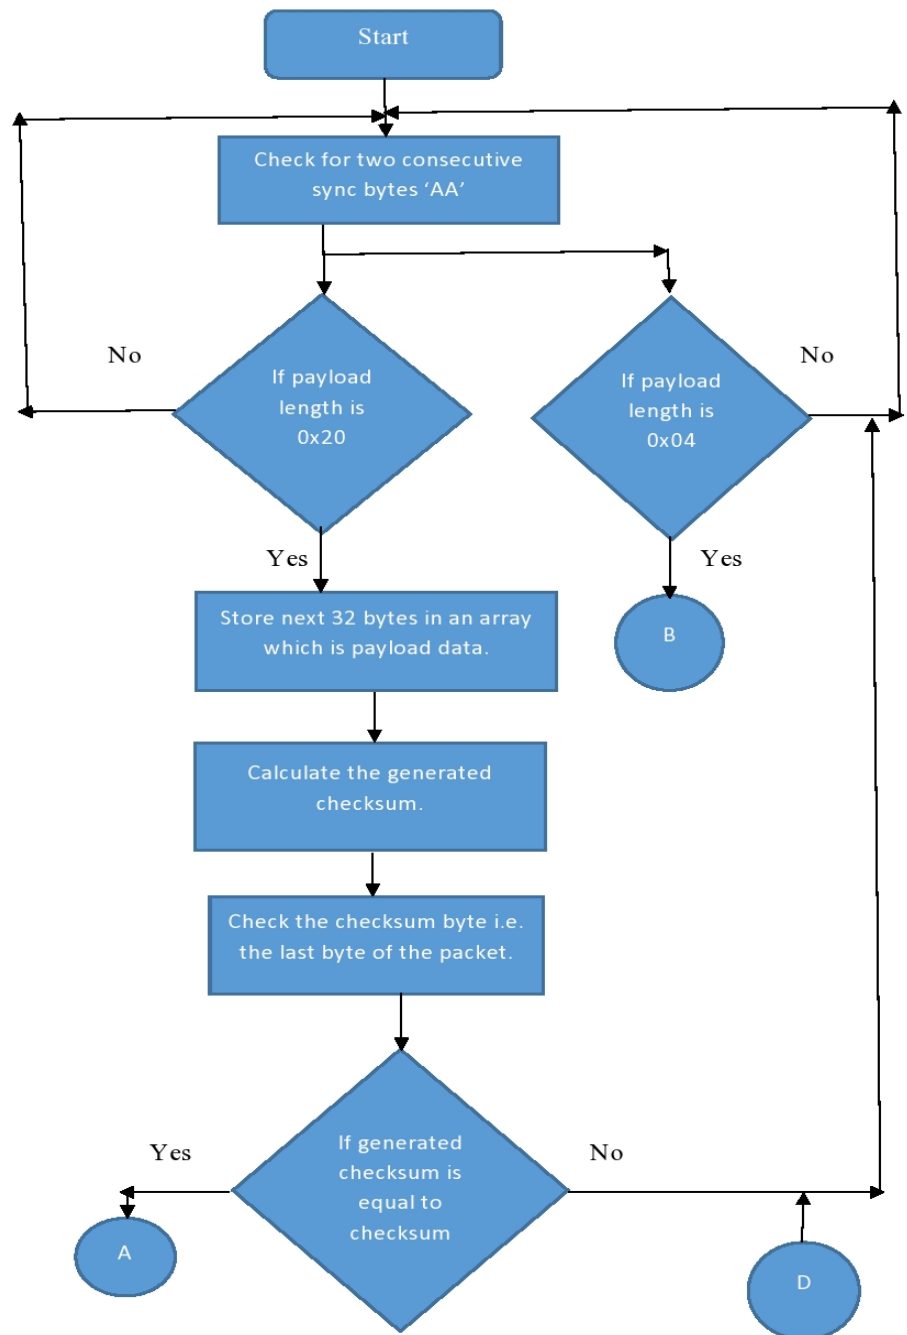 Start
Check for two consecutive
sync bytes ‘AA’
No
If payload
length is
0x20
If payload
length is
0x04
No
Yes
Yes
Store next 32 bytes in an array
which is payload data.
B
Calculate the generated
checksum.
Check the checksum byte i.e.
the last byte of the packet.
Yes
If generated
checksum is
equal to
checksum
No
A
D